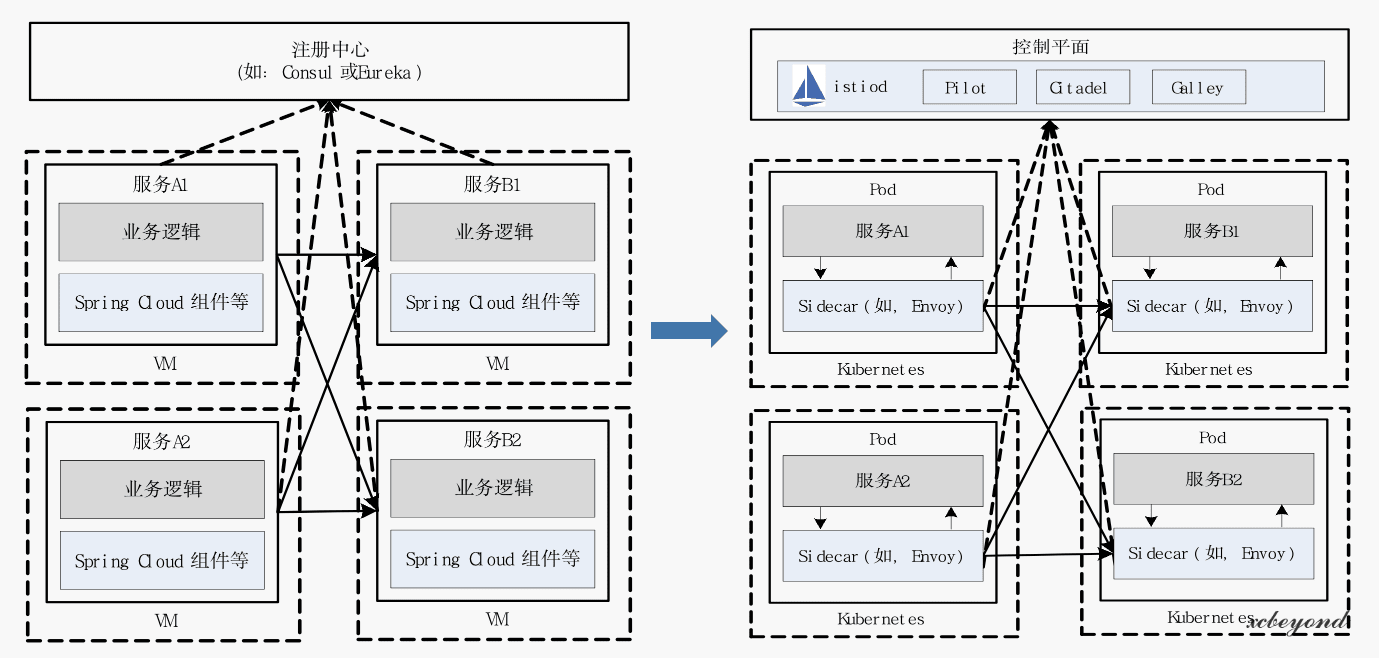 注册中心
(如：Consul 或Eureka)
服务A1
业务逻辑
Spring Cloud 组件等
VM
服务B1
业务逻辑
Spring Cloud 组件等
VM
服务A2
业务逻辑
Spring Cloud 组件等
VM
服务B2
业务逻辑
Spring Cloud 组件等
VM
控制平面
istiod
Pilot
Citadel
Galley
Pod
服务A1
Sidecar(如，Envoy)
Kubernetes
Pod
服务B1
Sidecar(如，Envoy)
Kubernetes
Pod
服务A2
Sidecar(如，Envoy)
Kubernetes
Pod
服务B2
Sidecar(如，Envoy)
Kubernetes
xcbeyond